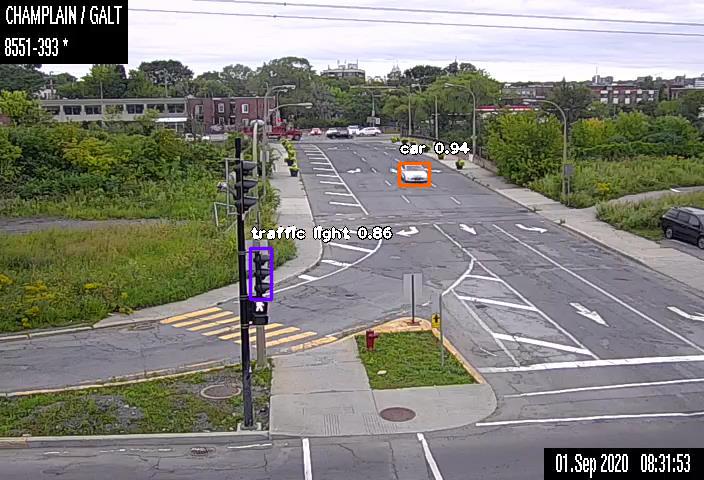 CHAMPLAIN / GALT
8551-393 *
car 0.94
traffic light 0.86
01.Sep 2020 08:31:53